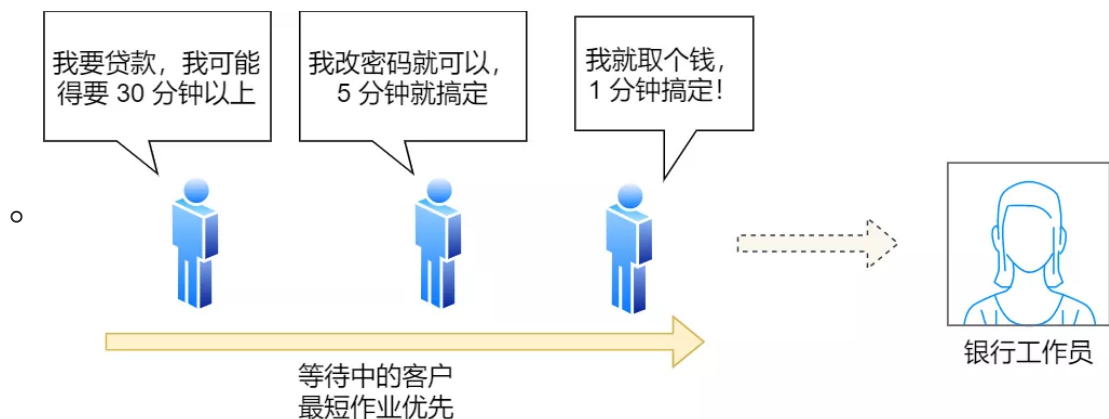 我要贷款，我可能
得要 30 分钟以上
我改密码就可以，
5 分钟就搞定
我就取个钱，
1 分钟搞定！
银行工作员
等待中的客户
最短作业优先